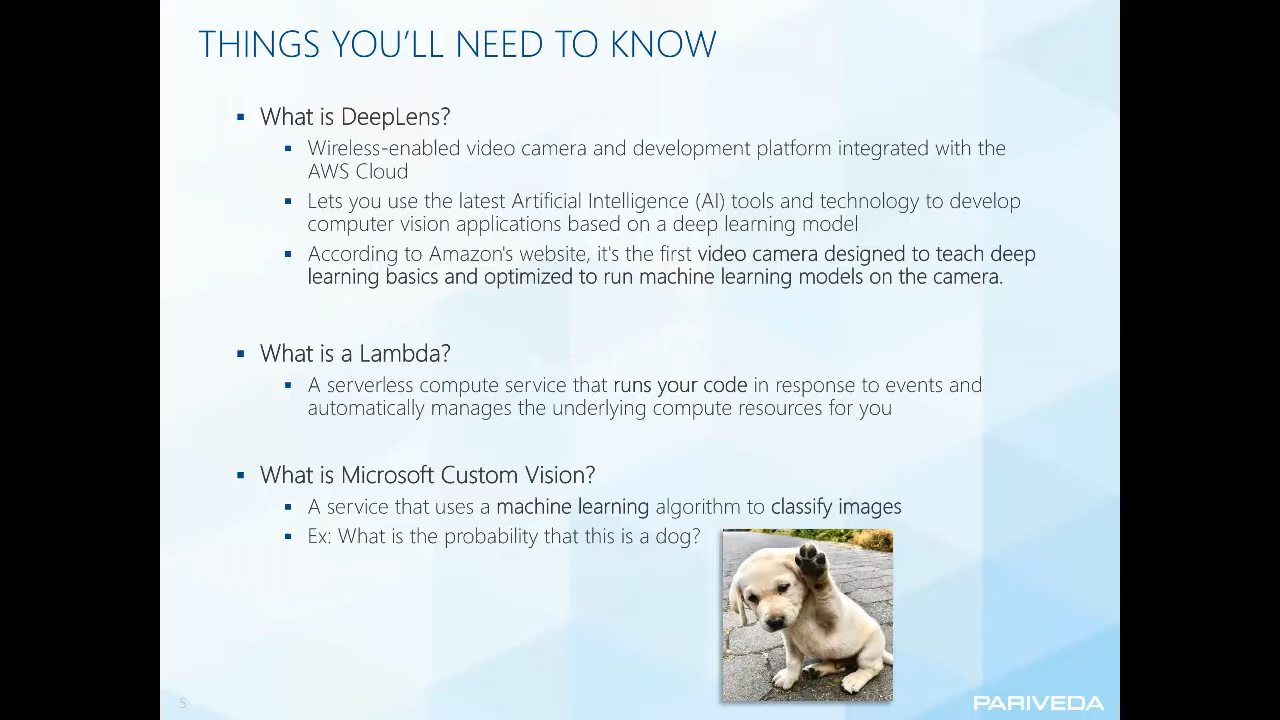 THINGS YOU'LL NEED TO KNOW
What is DeepLens?
Wireless-enabled video camera and development platform integrated with the
AWS Cloud
Lets you use the latest Artificial Intelligence (AI) tools and technology to develop
computer vision applications based on a deep learning model
According to Amazon's website, it's the first video camera designed to teach deep
learning basics and optimized to run machine learning models on the camera.
What is a Lambda?
A serverless compute service that runs your code in response to events and
automatically manages the underlying compute resources for you
What is Microsoft Custom Vision?
A service that uses a machine learning algorithm to classify images
Ex: What is the probability that this is a dog?
5
PARIVEDA